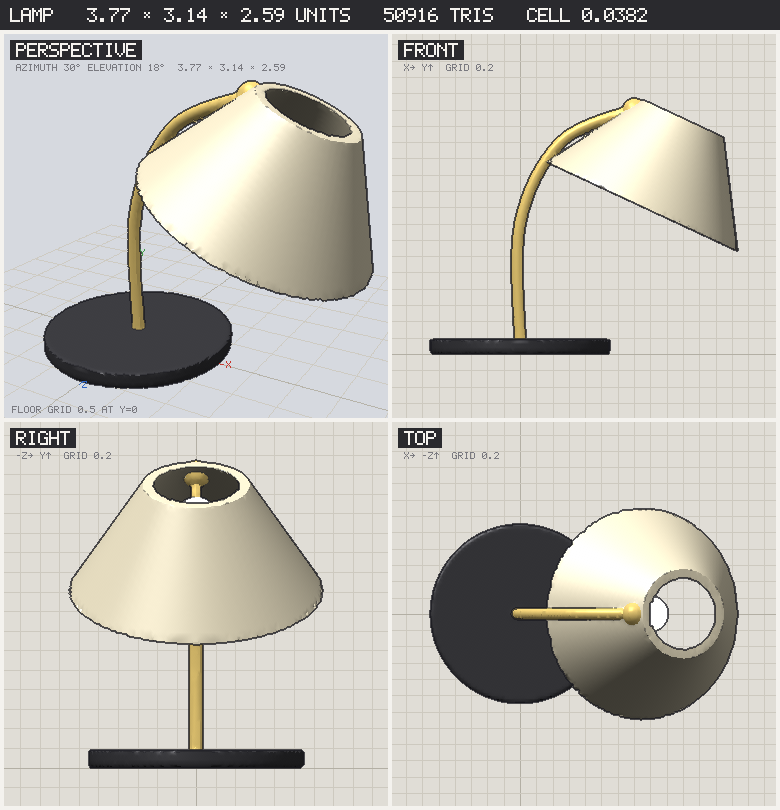 LAMP 3.77 × 3.14 × 2.59 UNITS 50916 TRIS CELL 0.0382
PERSPECTIVE
AZIMUTH 30° ELEVATION 18° 3.77 × 3.14 × 2.59
Y
-X
FLOOR GRID 0.5 AT Y=0
FRONT
X→ Y↑ GRID 0.2
RIGHT
-Z→ Y↑ GRID 0.2
TOP
X→ -Z↑ GRID 0.2